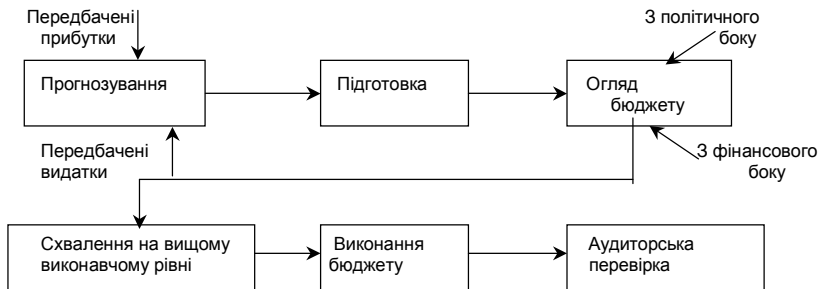 Передбачені
прибутки
З політичного
боку
Прогнозування
Підготовка
Огляд
бюджету
Передбачені
видатки
З фінансового
боку
Схвалення на вищому
виконавчому рівні
Виконання
бюджету
Аудиторська
перевірка